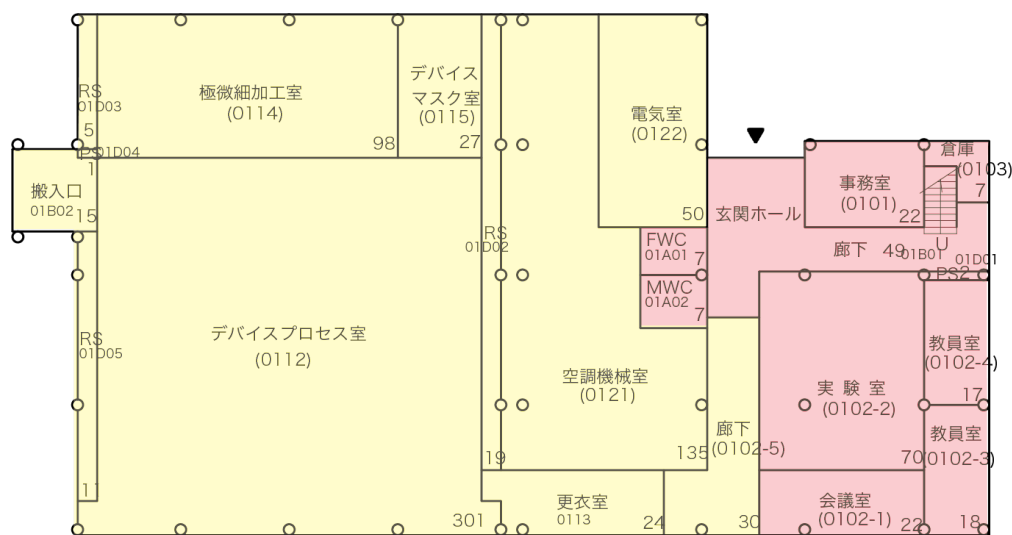 RS
01D03
5
PS01D04
1
極微細加工室
(0114)
98
デバイス
マスク室
(0115)
27
電気室
(0122)
50
搬入口
01B02
15
RS
01D05
11
デバイスプロセス室
(0112)
301
RS
01D02
19
空調機械室
(0121)
135
FWC
01A01
7
MWC
01A02
7
玄関ホール
事務室
(0101)
22
倉庫
(0103)
7
廊下 49
01B01
U
01D01
PS2
実験室
(0102-2)
70
教員室
(0102-4)
17
教員室
(0102-3)
18
廊下
(0102-5)
30
更衣室
0113
24
会議室
(0102-1)
22